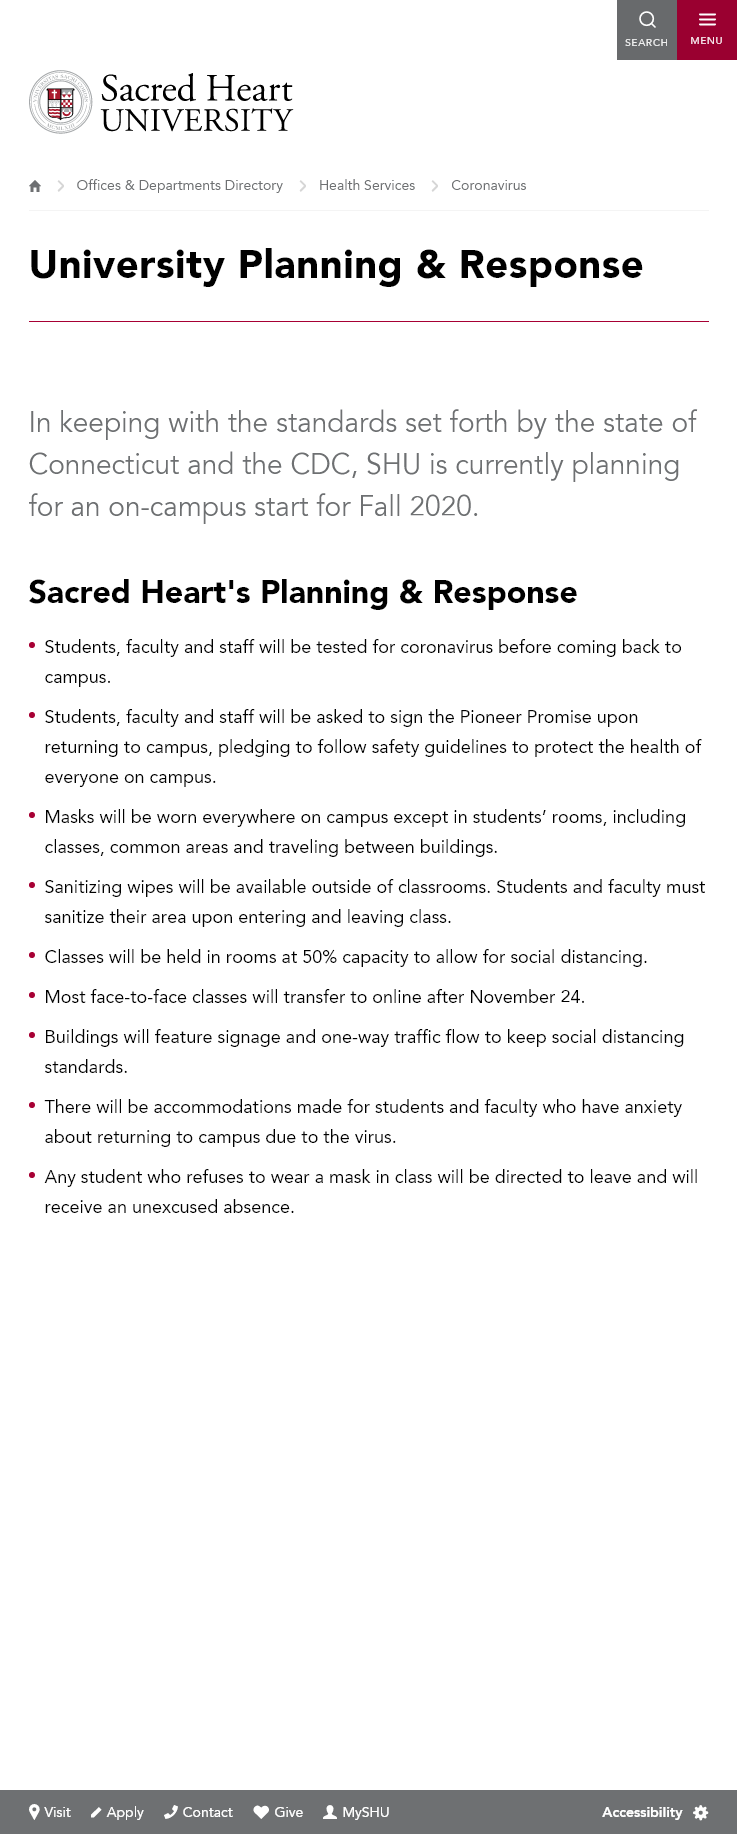 SEARCH
MENU
Sacred Heart
UNIVERSITY
Offices & Departments Directory
Health Services
Coronavirus
University Planning & Response
In keeping with the standards set forth by the state of
Connecticut and the CDC, SHU is currently planning
for an on-campus start for Fall 2020.
Sacred Heart's Planning & Response
• Students, faculty and staff will be tested for coronavirus before coming back to
campus.
• Students, faculty and staff will be asked to sign the Pioneer Promise upon
returning to campus, pledging to follow safety guidelines to protect the health of
everyone on campus.
• Masks will be worn everywhere on campus except in students’ rooms, including
classes, common areas and traveling between buildings.
• Sanitizing wipes will be available outside of classrooms. Students and faculty must
sanitize their area upon entering and leaving class.
• Classes will be held in rooms at 50% capacity to allow for social distancing.
• Most face-to-face classes will transfer to online after November 24.
• Buildings will feature signage and one-way traffic flow to keep social distancing
standards.
• There will be accommodations made for students and faculty who have anxiety
about returning to campus due to the virus.
• Any student who refuses to wear a mask in class will be directed to leave and will
receive an unexcused absence.
Visit
Apply
Contact
Give
MySHU
Accessibility